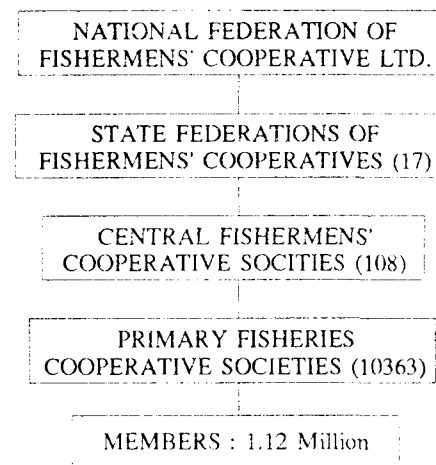 NATIONAL FEDERATION OF
FISHERMENS' COOPERATIVE LTD.
STATE FEDERATIONS OF
FISHERMENS' COOPERATIVES (17)
CENTRAL FISHERMENS'
COOPERATIVE SOCITIES (108)
PRIMARY FISHERIES
COOPERATIVE SOCIETIES (10363)
MEMBERS : 1.12 Million